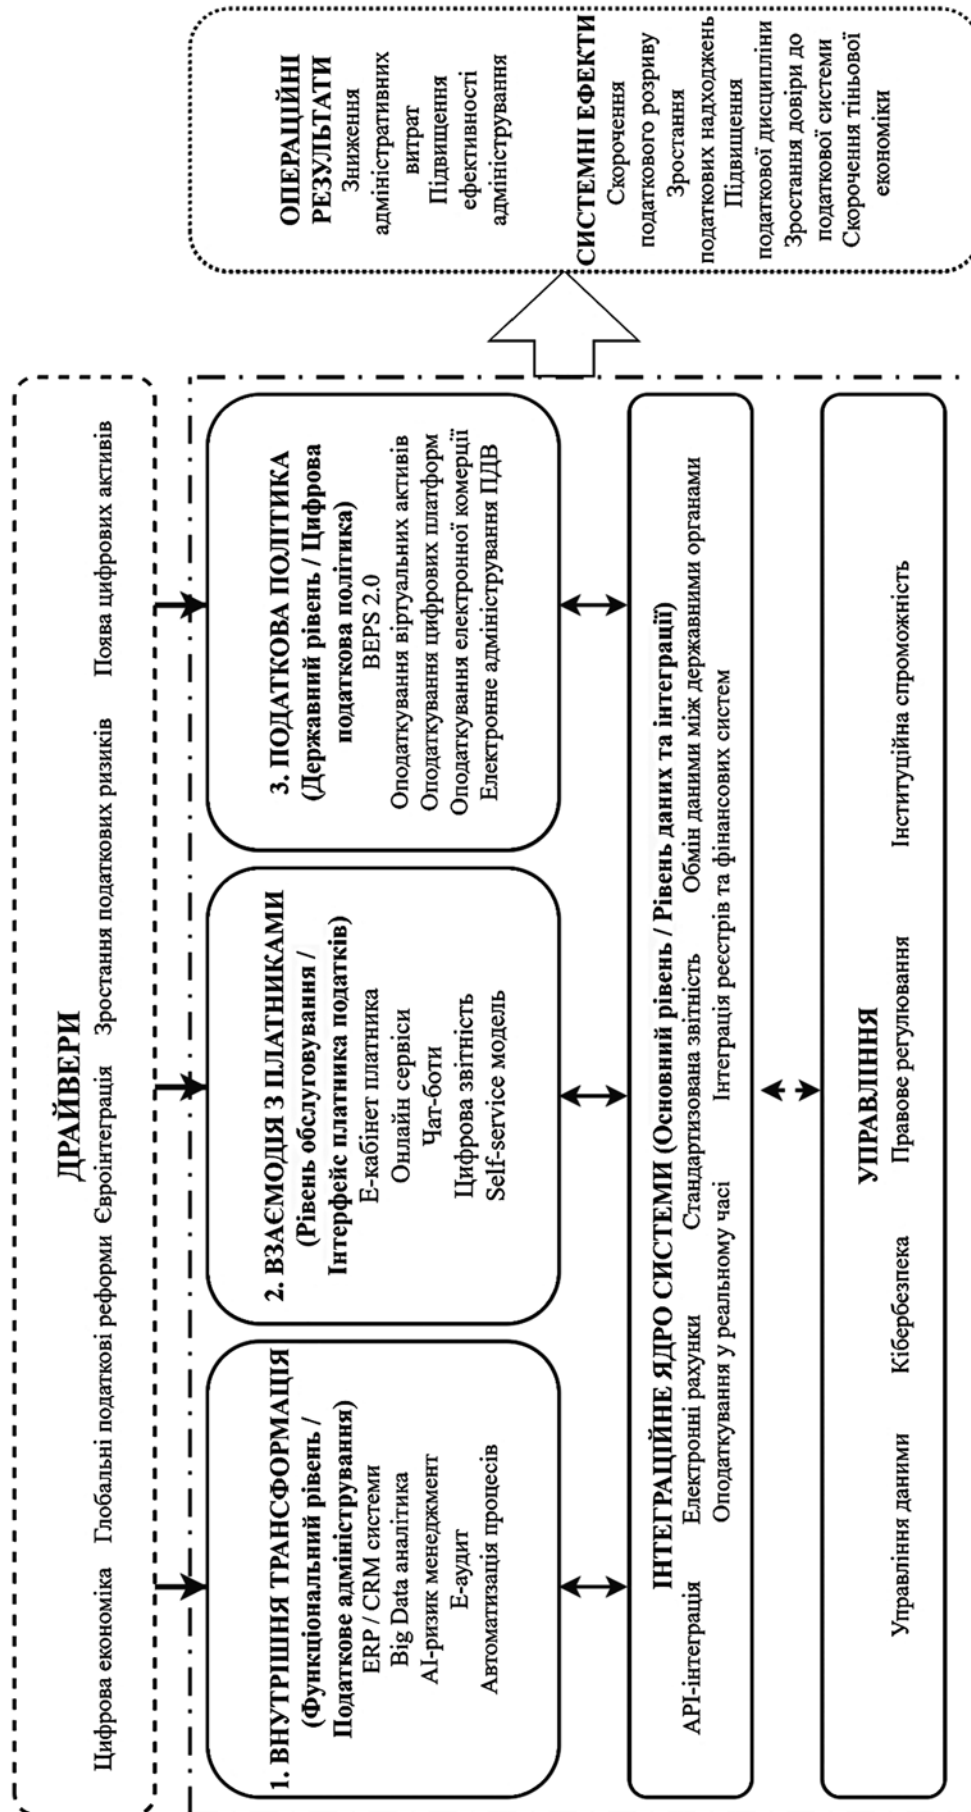 ДРАЙВЕРИ
Цифрова економіка Глобальні податкові реформи Євроінтеграція Зростання податкових ризиків Поява цифрових активів
1. ВНУТРІШНЯ ТРАНСФОРМАЦІЯ
(Функціональний рівень /
Податкове адміністрування)
ERP / CRM системи
Big Data аналітика
АІ-ризик менеджмент
Е-аудит
Автоматизація процесів
2. ВЗАЄМОДІЯ З ПЛАТНИКАМИ
(Рівень обслуговування /
Інтерфейс платника податків)
Е-кабінет платника
Онлайн сервіси
Чат-боти
Цифрова звітність
Self-service модель
3. ПОДАТКОВА ПОЛІТИКА
(Державний рівень / Цифрова
податкова політика)
BEPS 2.0
Оподаткування віртуальних активів
Оподаткування цифрових платформ
Оподаткування електронної комерції
Електронне адміністрування ПДВ
ІНТЕГРАЦІЙНЕ ЯДРО СИСТЕМИ (Основний рівень / Рівень даних та інтеграції)
АРІ-інтеграція Електронні рахунки Стандартизована звітність Обмін даними між державними органами
Оподаткування у реальному часі Інтеграція реєстрів та фінансових систем
УПРАВЛІННЯ
Управління даними Кібербезпека Правове регулювання Інституційна спроможність
ОПЕРАЦІЙНІ
РЕЗУЛЬТАТИ
Зниження
адміністративних
витрат
Підвищення
ефективності
адміністрування
СИСТЕМНІ ЕФЕКТИ
Скорочення
податкового розриву
Зростання
податкових надходжень
Підвищення
податкової дисципліни
Зростання довіри до
податкової системи
Скорочення тіньової
економіки